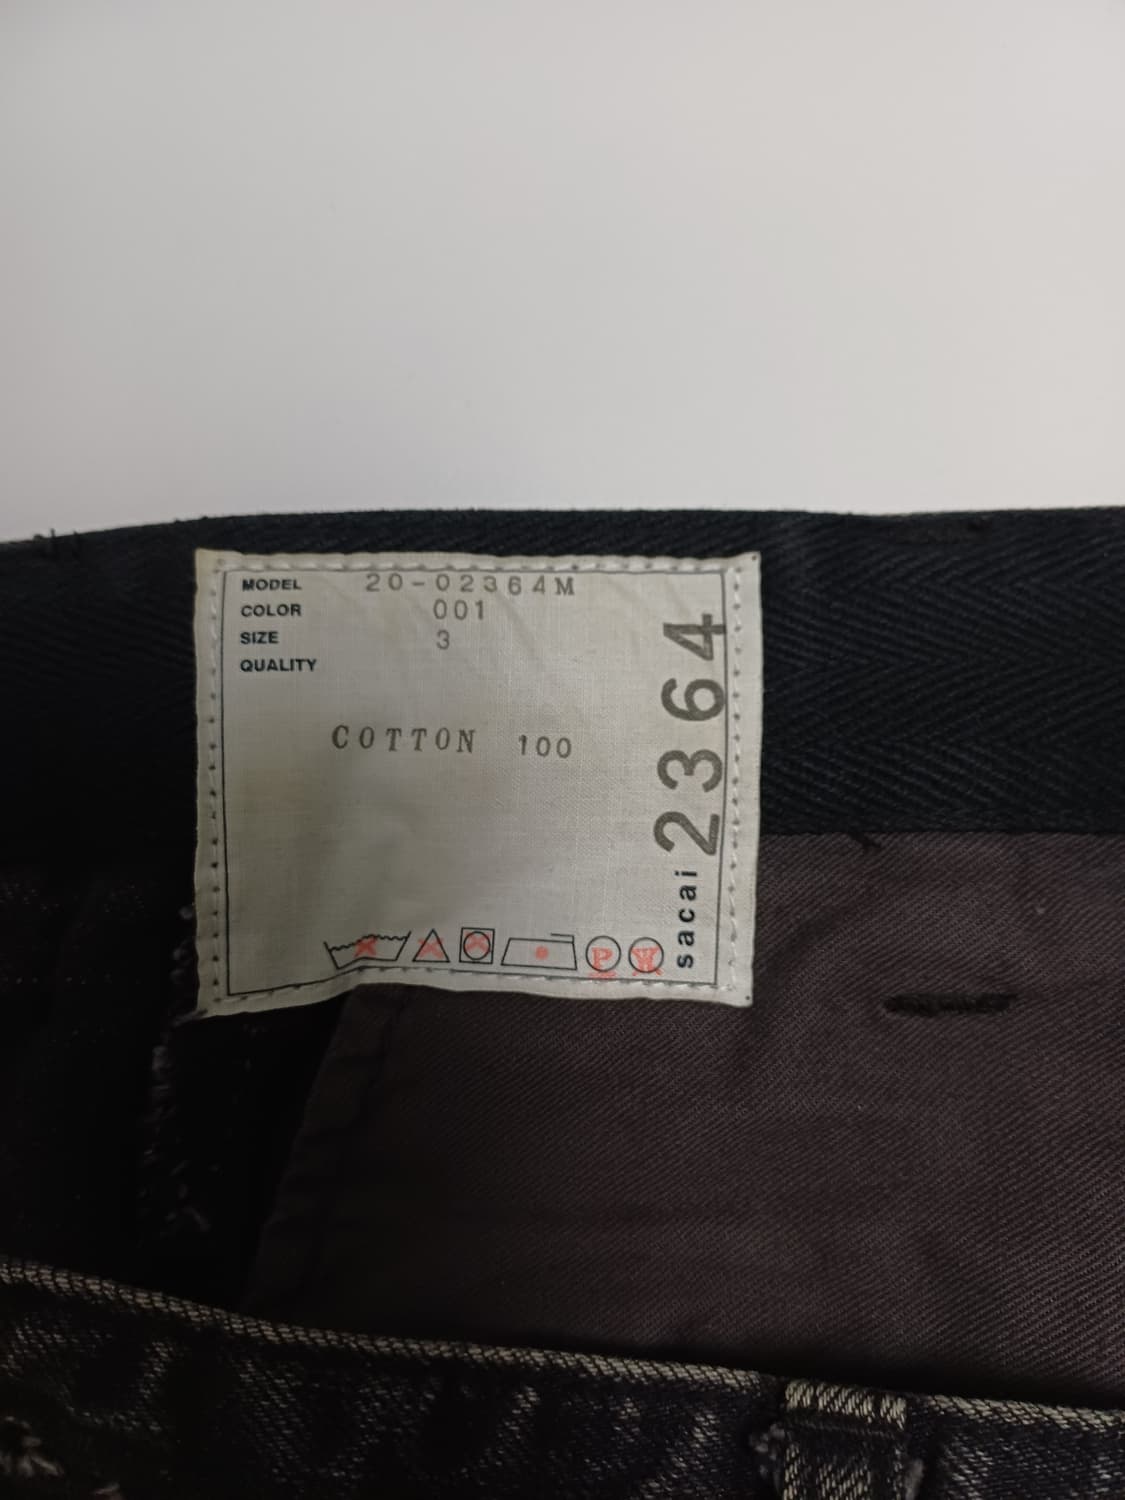 MODEL 20-02364M
COLOR 001
SIZE 3
QUALITY
COTTON 100
sacai 2364
P W